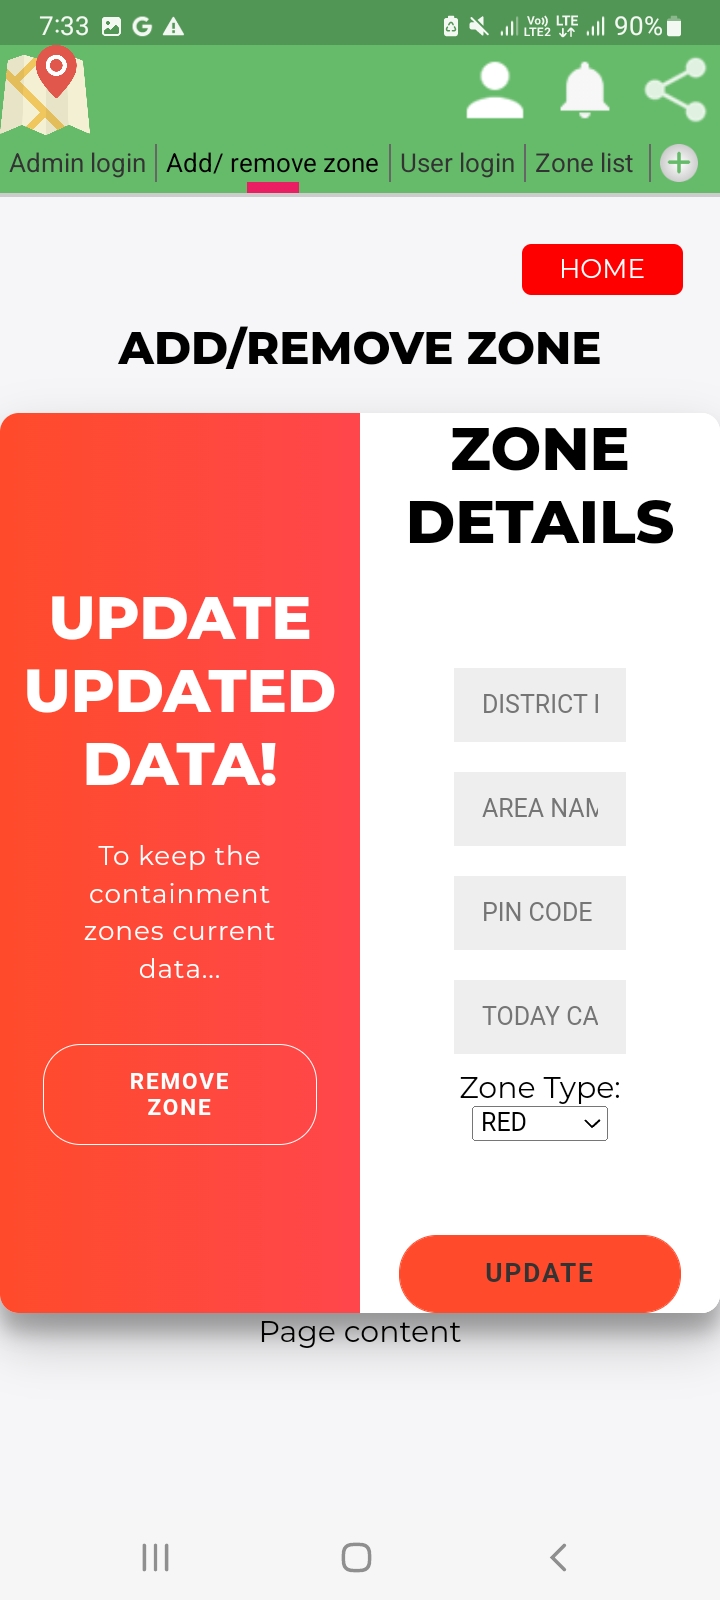 7:33 G Vo)) LTE2 LTE 90%
Admin login Add/ remove zone User login Zone list
HOME
ADD/REMOVE ZONE
ZONE
DETAILS
UPDATE
UPDATED
DATA!
To keep the
containment
zones current
data...
REMOVE
ZONE
DISTRICT
AREA NAM
PIN CODE
TODAY CA
Zone Type:
RED
UPDATE
Page content